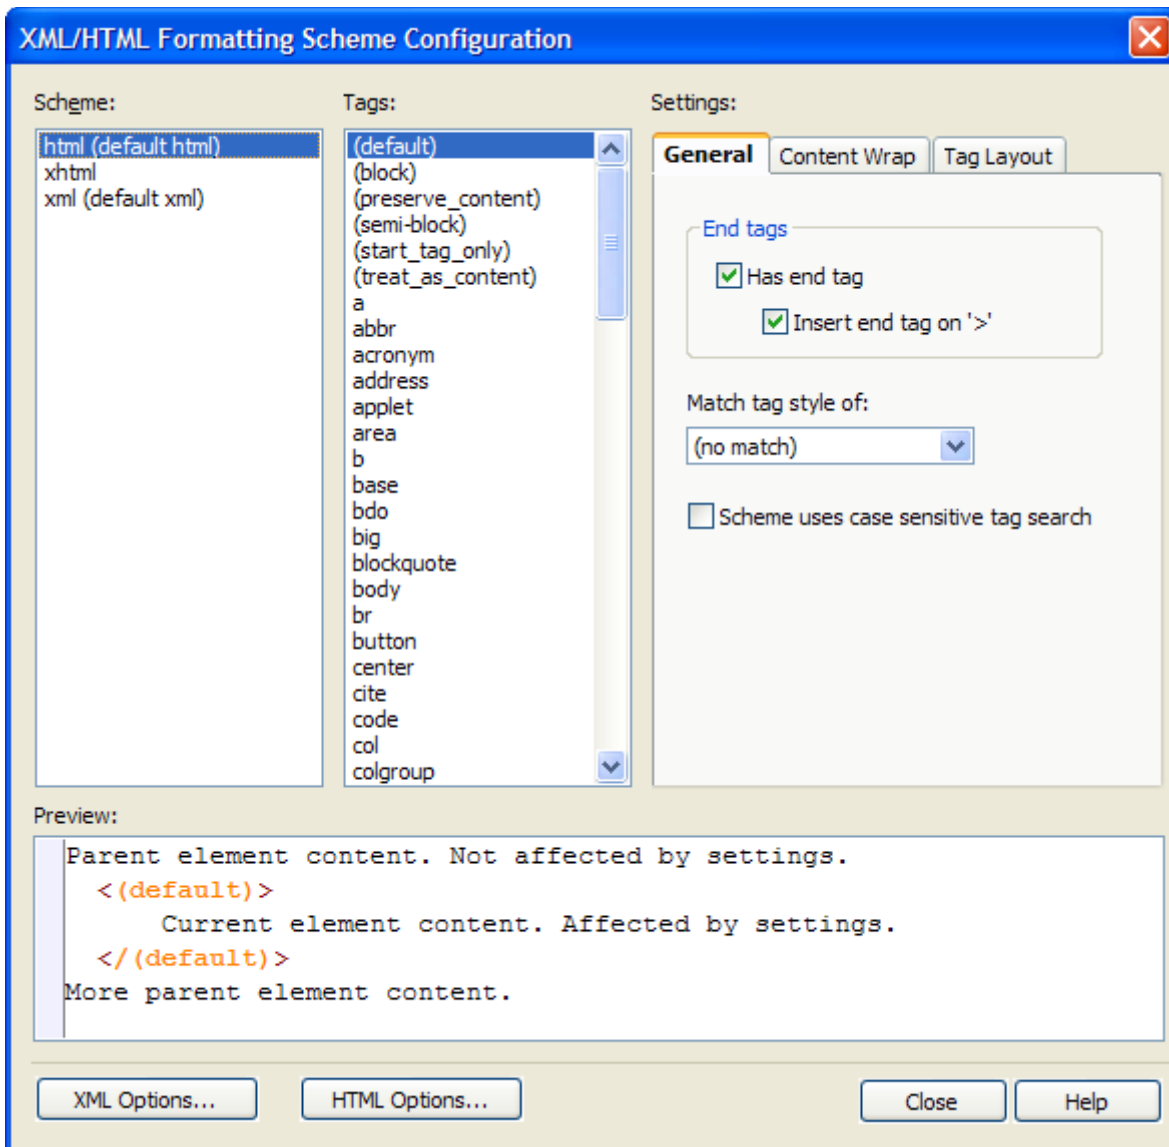 XML/HTML Formatting Scheme Configuration
Scheme:
html (default html)
xhtml
xml (default xml)
Tags:
(default)
(block)
(preserve_content)
(semi-block)
(start_tag_only)
(treat_as_content)
a
abbr
acronym
address
applet
area
b
base
bdo
big
blockquote
body
br
button
center
cite
code
col
colgroup
Settings:
General Content Wrap Tag Layout
End tags
Has end tag
Insert end tag on '>'
Match tag style of:
(no match)
Scheme uses case sensitive tag search
Preview:
Parent element content. Not affected by settings.
<(default)>
Current element content. Affected by settings.
</(default)>
More parent element content.
XML Options... HTML Options... Close Help